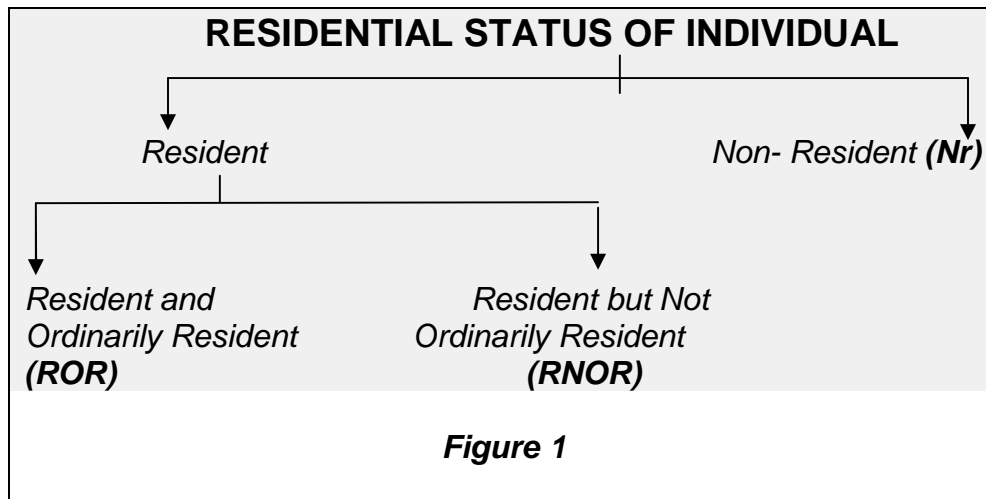 RESIDENTIAL STATUS OF INDIVIDUAL
Resident
Non- Resident (Nr)
Resident and
Ordinarily Resident
(ROR)
Resident but Not
Ordinarily Resident
(RNOR)
Figure 1